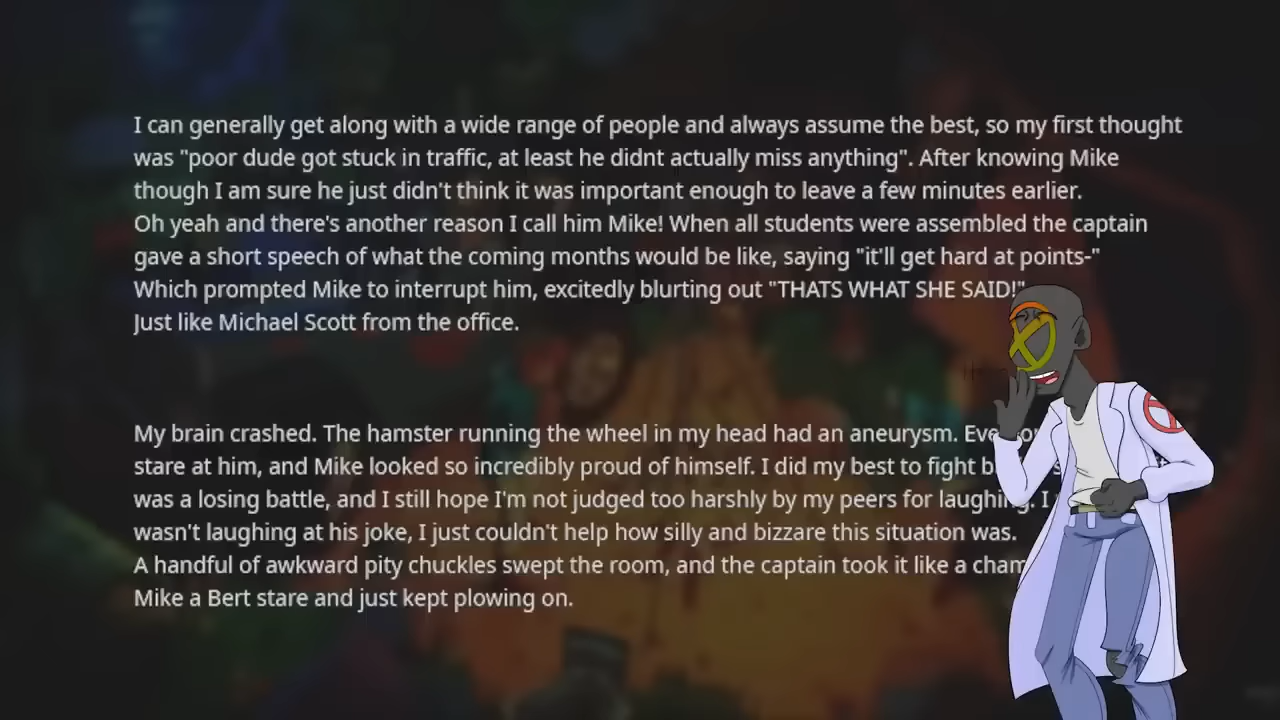 I can generally get along with a wide range of people and always assume the best, so my first thought
was "poor dude got stuck in traffic, at least he didnt actually miss anything". After knowing Mike
though I am sure he just didn't think it was important enough to leave a few minutes earlier.
Oh yeah and there's another reason I call him Mike! When all students were assembled the captain
gave a short speech of what the coming months would be like, saying "it'll get hard at points-"
Which prompted Mike to interrupt him, excitedly blurting out "THATS WHAT SHE SAID!"
Just like Michael Scott from the office.
My brain crashed. The hamster running the wheel in my head had an aneurysm.
stare at him, and Mike looked so incredibly proud of himself. I did my best to fight
was a losing battle, and I still hope I'm not judged too harshly by my peers for laughing. I
wasn't laughing at his joke, I just couldn't help how silly and bizzare this situation was.
A handful of awkward pity chuckles swept the room, and the captain took it like a
Mike a Bert stare and just kept plowing on.